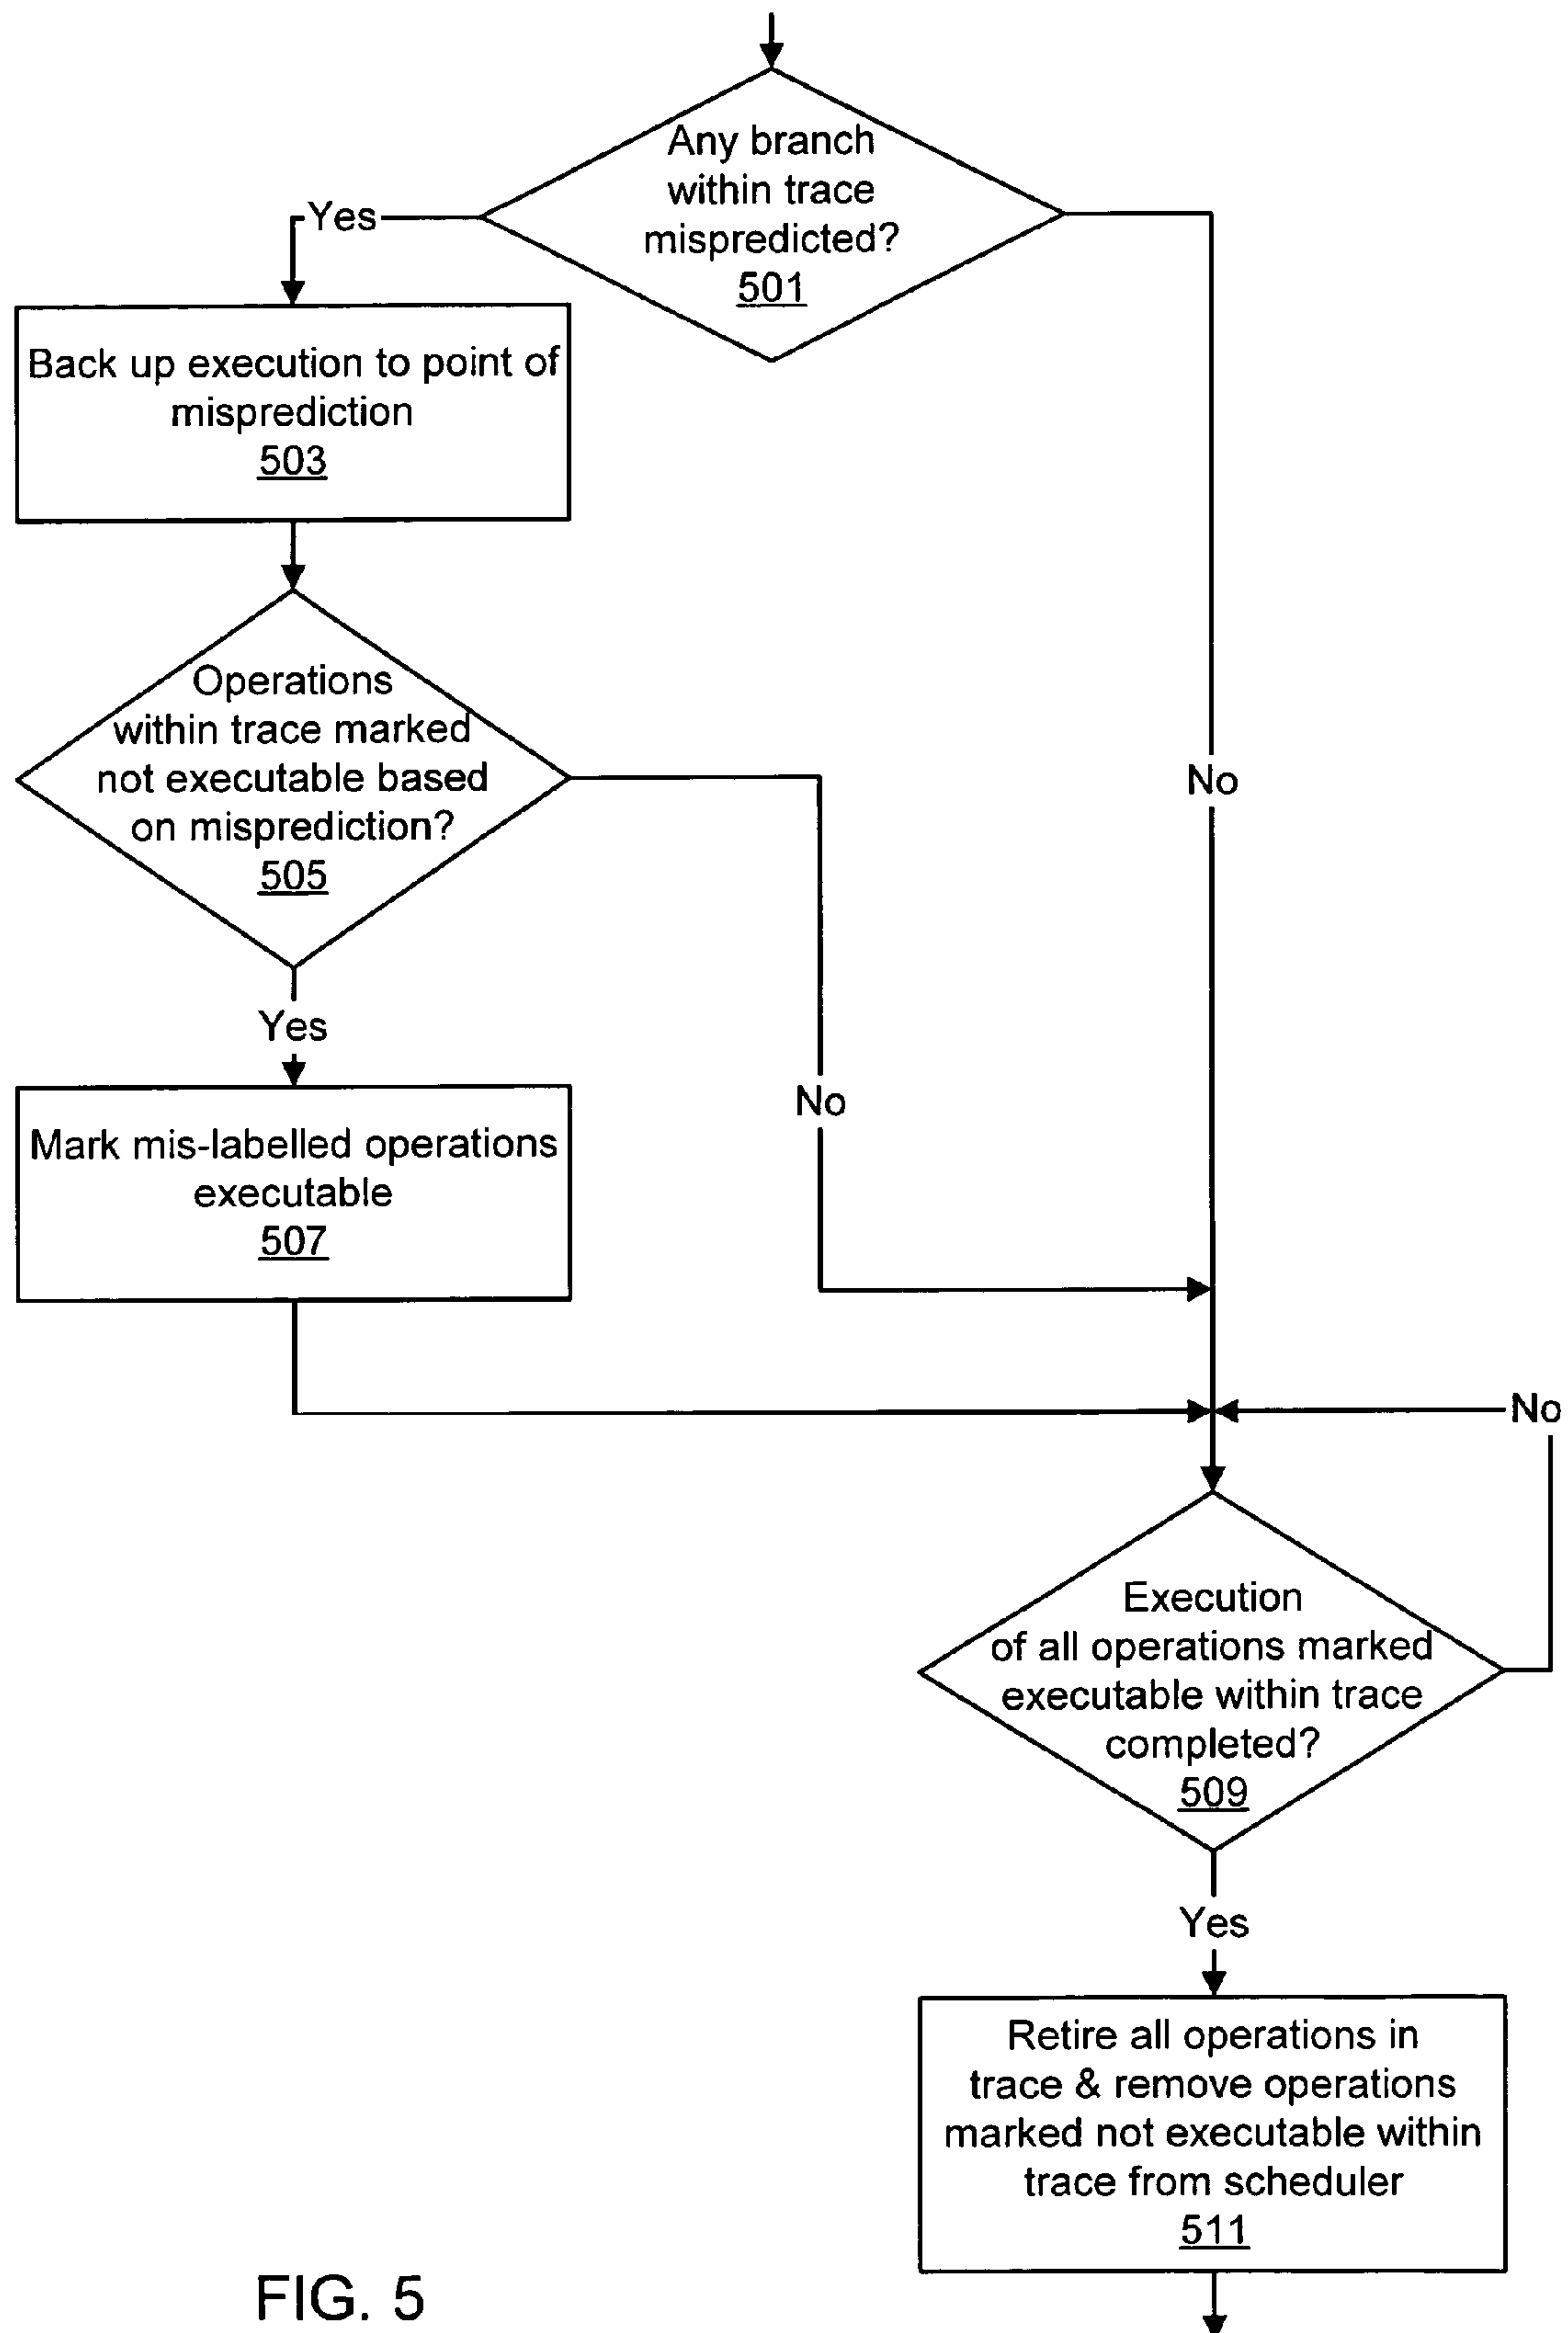 Any branch
within trace
mispredicted?
501
Yes
Back up execution to point of
misprediction
503
Operations
within trace marked
not executable based
on misprediction?
505
No
Yes
No
Mark mis-labelled operations
executable
507
No
Execution
of all operations marked
executable within trace
completed?
509
Yes
Retire all operations in
trace & remove operations
marked not executable within
trace from scheduler
511
FIG. 5